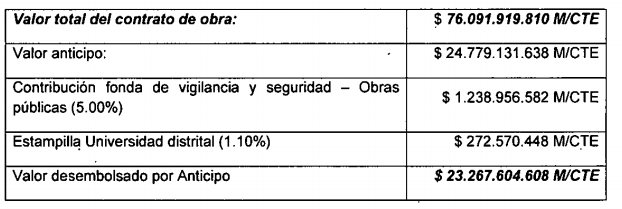 Valor total del contrato de obra: $ 76.091.919.810 M/CTE
Valor anticipo: $ 24.779.131.638 M/CTE
Contribución fonda de vigilancia y seguridad – Obras
públicas (5.00%) $ 1.238.956.582 M/CTE
Estampilla Universidad distrital (1.10%) $ 272.570.448 M/CTE
Valor desembolsado por Anticipo $ 23.267.604.608 M/CTE